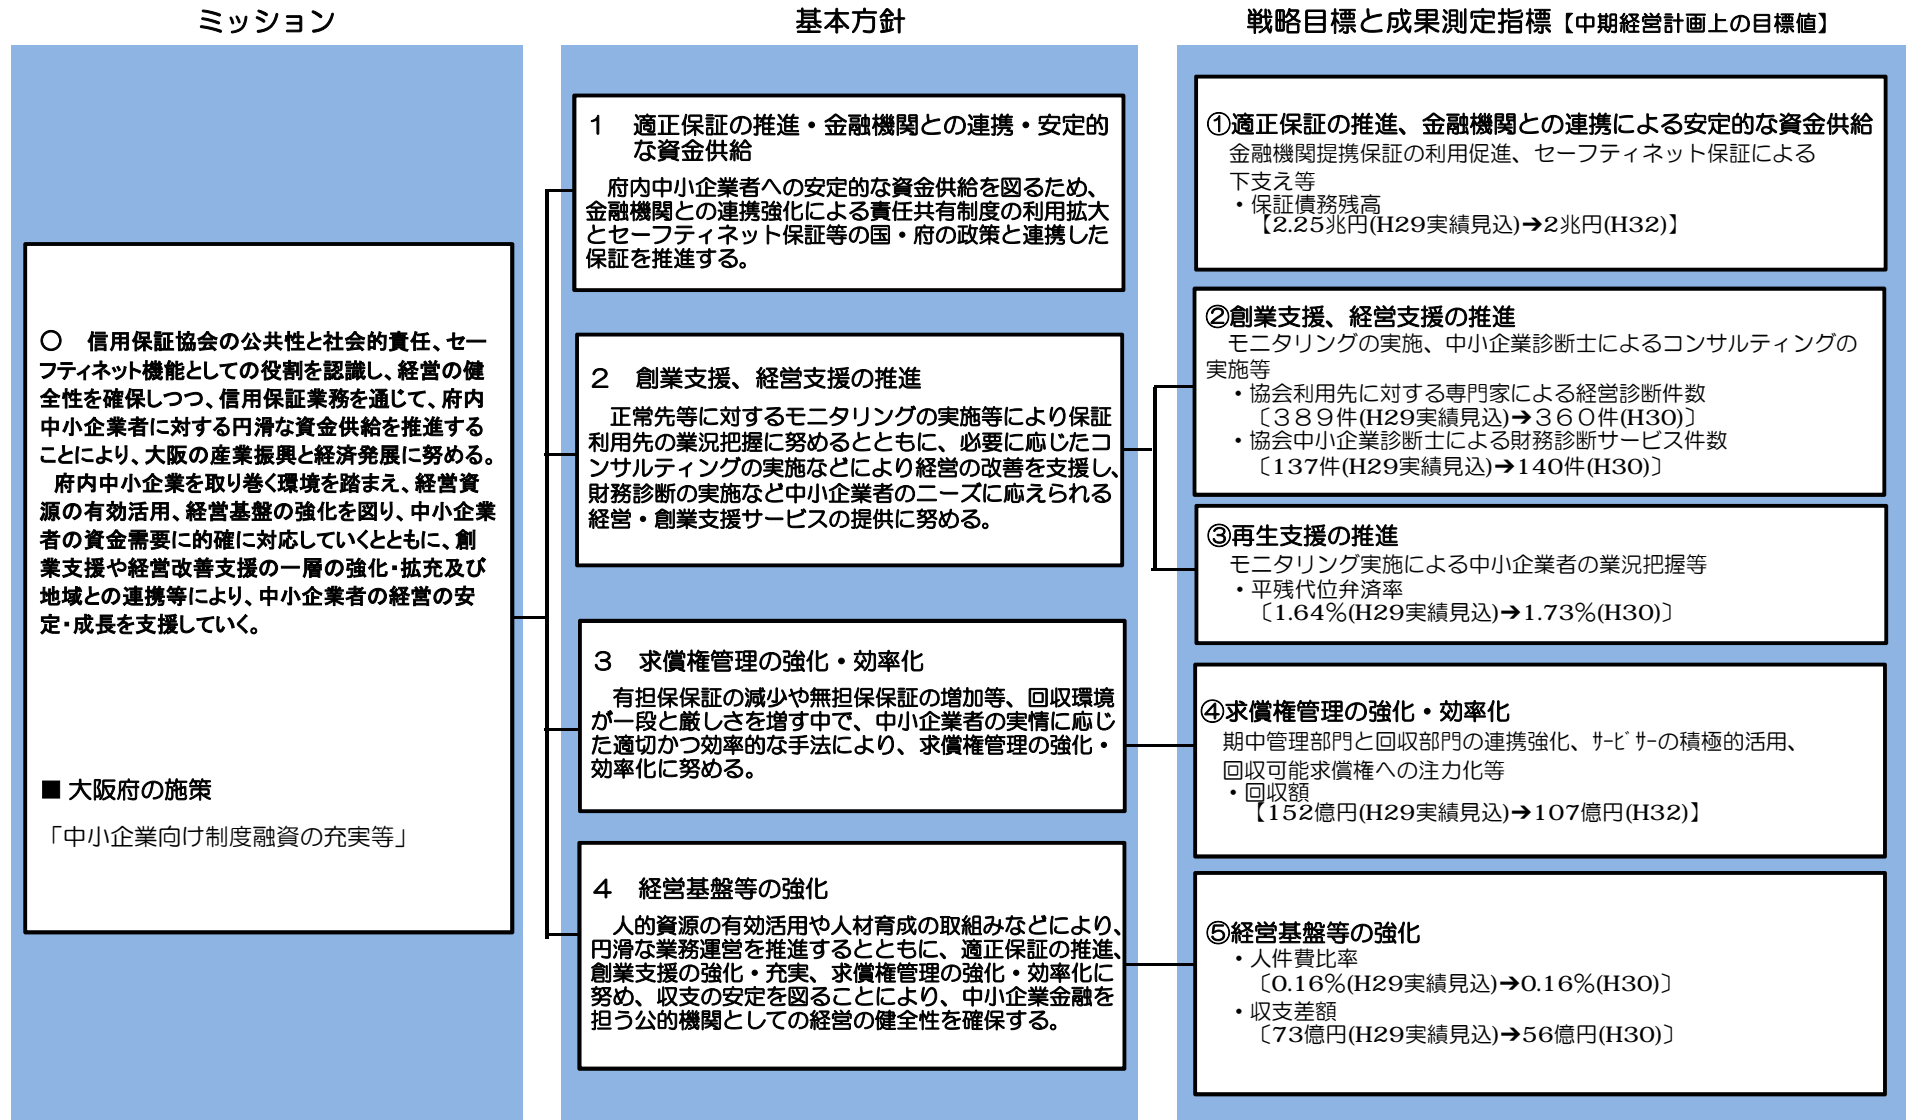 ミッション
基本方針
戦略目標と成果測定指標【中期経営計画上の目標値】
〇　信用保証協会の公共性と社会的責任、セー
フティネット機能としての役割を認識し、経営の健
全性を確保しつつ、信用保証業務を通じて、府内
中小企業者に対する円滑な資金供給を推進する
ことにより、大阪の産業振興と経済発展に努める。
府内中小企業を取り巻く環境を踏まえ、経営資
源の有効活用、経営基盤の強化を図り、中小企業
者の資金需要に的確に対応していくとともに、創
業支援や経営改善支援の一層の強化・拡充及び
地域との連携等により、中小企業者の経営の安
定・成長を支援していく。
■ 大阪府の施策
「中小企業向け制度融資の充実等」
１　適正保証の推進・金融機関との連携・安定的
な資金供給
府内中小企業者への安定的な資金供給を図るため、
金融機関との連携強化による責任共有制度の利用拡大
とセーフティネット保証等の国・府の政策と連携した
保証を推進する。
２　創業支援、経営支援の推進
正常先等に対するモニタリングの実施等により保証
利用先の業況把握に努めるとともに、必要に応じたコ
ンサルティングの実施などにより経営の改善を支援し、
財務診断の実施など中小企業者のニーズに応えられる
経営・創業支援サービスの提供に努める。
３　求償権管理の強化・効率化
有担保保証の減少や無担保保証の増加等、回収環境
が一段と厳しさを増す中で、中小企業者の実情に応じ
た適切かつ効率的な手法により、求償権管理の強化・
効率化に努める。
４　経営基盤等の強化
人的資源の有効活用や人材育成の取組みなどにより、
円滑な業務運営を推進するとともに、適正保証の推進、
創業支援の強化・充実、求償権管理の強化・効率化に
努め、収支の安定を図ることにより、中小企業金融を
担う公的機関としての経営の健全性を確保する。
①適正保証の推進、金融機関との連携による安定的な資金供給
金融機関提携保証の利用促進、セーフティネット保証による
下支え等
・保証債務残高
【2.25兆円(H29実績見込)➔2兆円(H32)】
②創業支援、経営支援の推進
モニタリングの実施、中小企業診断士によるコンサルティングの
実施等
・協会利用先に対する専門家による経営診断件数
〔３８９件(H29実績見込)➔３６０件(H30)〕
・協会中小企業診断士による財務診断サービス件数
〔137件(H29実績見込)➔140件(H30)〕
③再生支援の推進
モニタリング実施による中小企業者の業況把握等
・平残代位弁済率
〔1.64％(H29実績見込)➔1.73％(H30)〕
④求償権管理の強化・効率化
期中管理部門と回収部門の連携強化、ｻｰﾋﾞｻｰの積極的活用、
回収可能求償権への注力化等
・回収額
【152億円(H29実績見込)➔107億円(H32)】
⑤経営基盤等の強化
・人件費比率
〔0.16％(H29実績見込)➔0.16％(H30)〕
・収支差額
〔73億円(H29実績見込)➔56億円(H30)〕